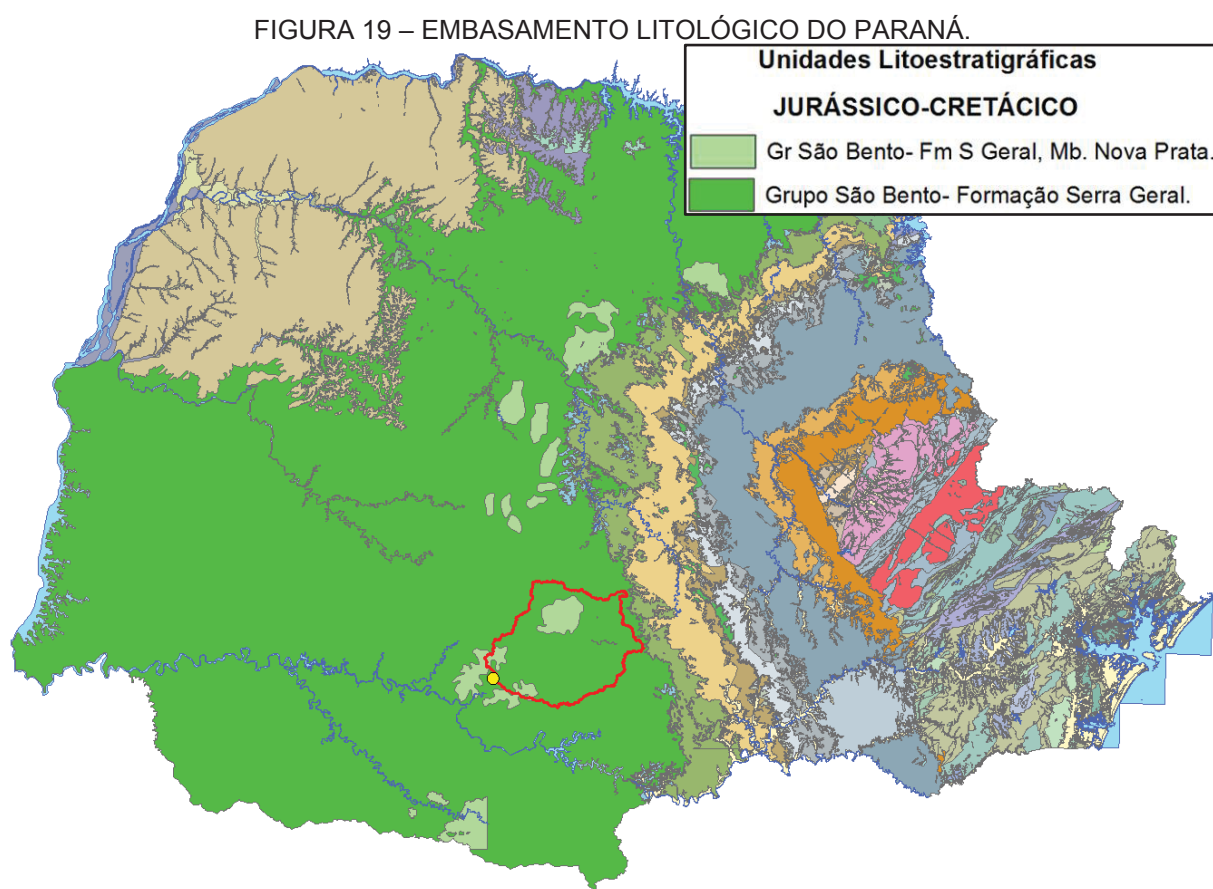 FIGURA 19 – EMBASAMENTO LITOLÓGICO DO PARANÁ.
Unidades Litoestratigráficas
JURÁSSICO-CRETÁCICO
Gr São Bento- Fm S Geral, Mb. Nova Prata.
Grupo São Bento- Formação Serra Geral.